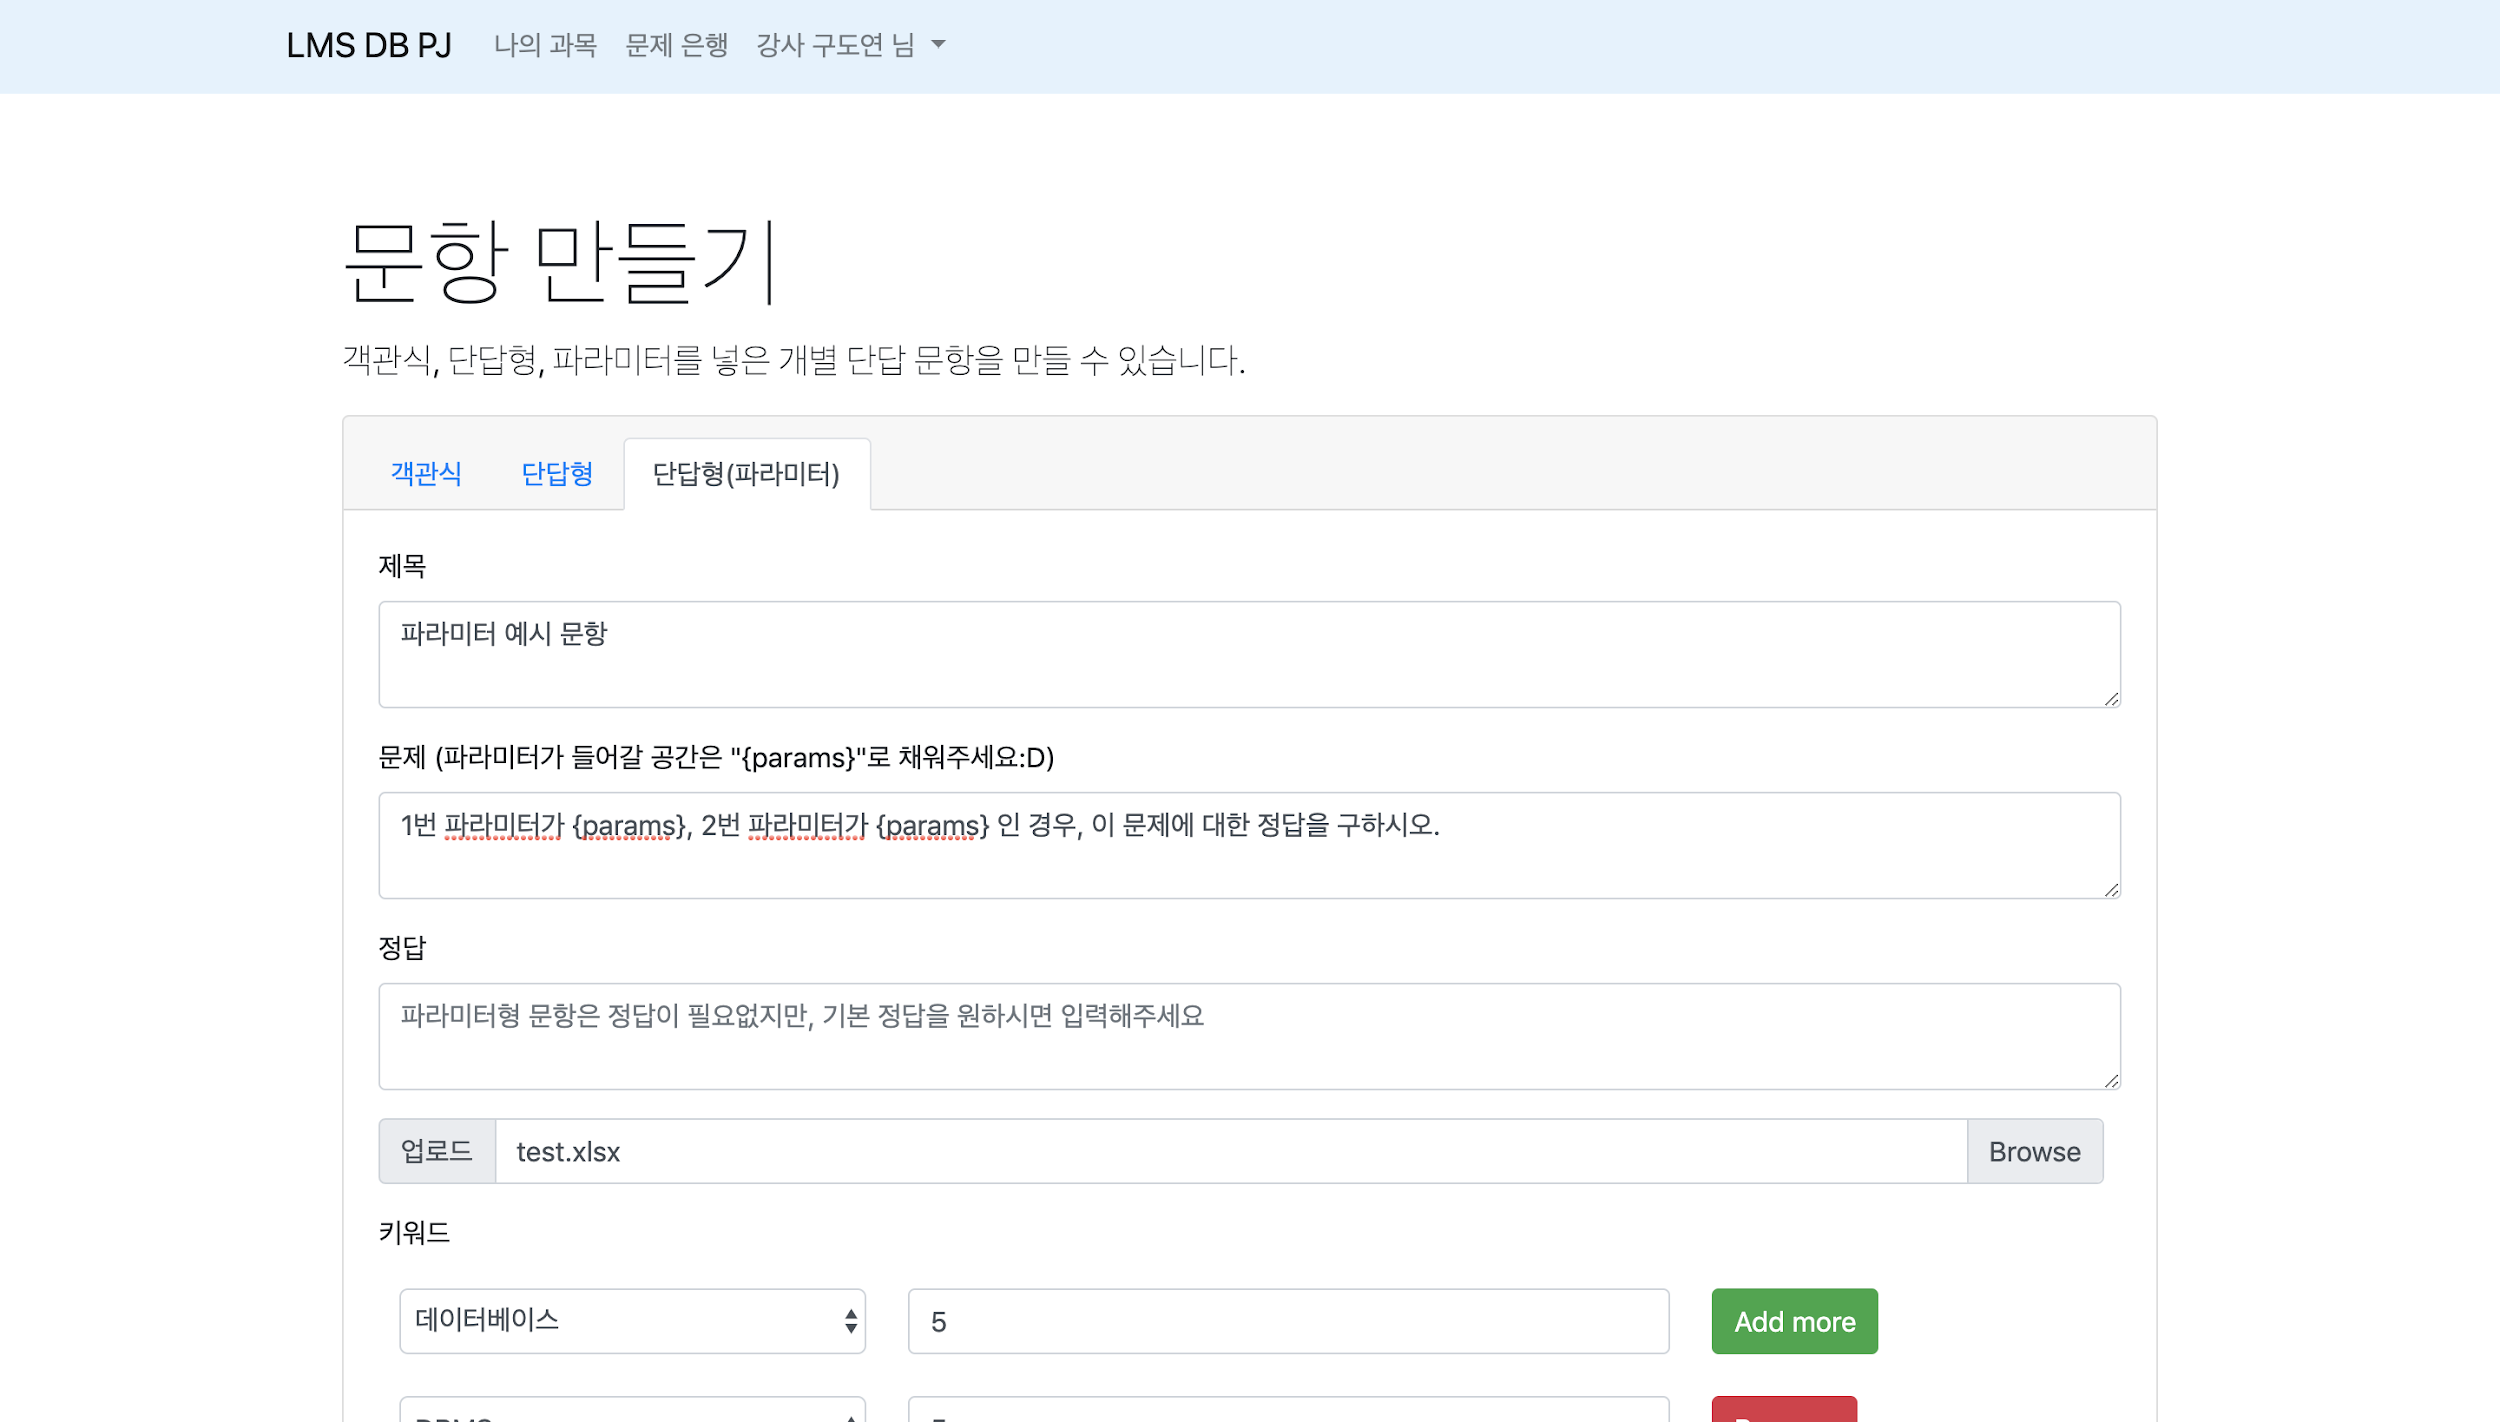 LMS DB PJ 나의 과목 문제 은행 강사 구도연 님
문항 만들기
객관식, 단답형, 파라미터를 넣은 개별 단답 문항을 만들 수 있습니다.
객관식 단답형 단답형(파라미터)
제목
파라미터 예시 문항
문제 (파라미터가 들어갈 공간은 "{params}"로 채워주세요:D)
1번 파라미터가 {params}, 2번 파라미터가 {params} 인 경우, 이 문제에 대한 정답을 구하시오.
정답
파라미터형 문항은 정답이 필요없지만, 기본 정답을 원하시면 입력해주세요
업로드 test.xlsx Browse
키워드
데이터베이스 5 Add more